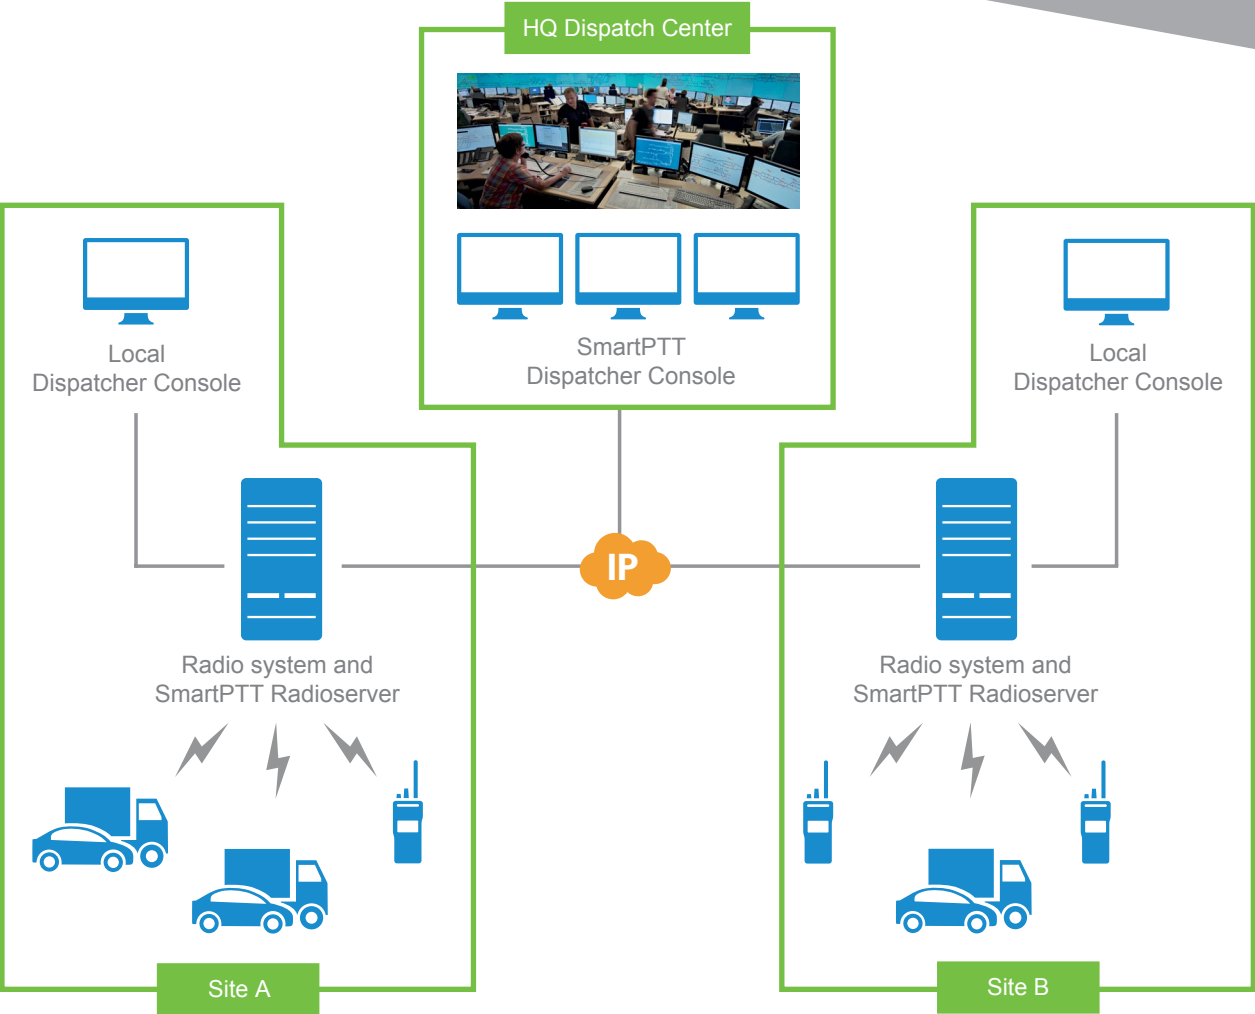 HQ Dispatch Center
SmartPTT
Dispatcher Console
Local
Dispatcher Console
Local
Dispatcher Console
IP
Radio system and
SmartPTT Radioserver
Radio system and
SmartPTT Radioserver
Site A
Site B